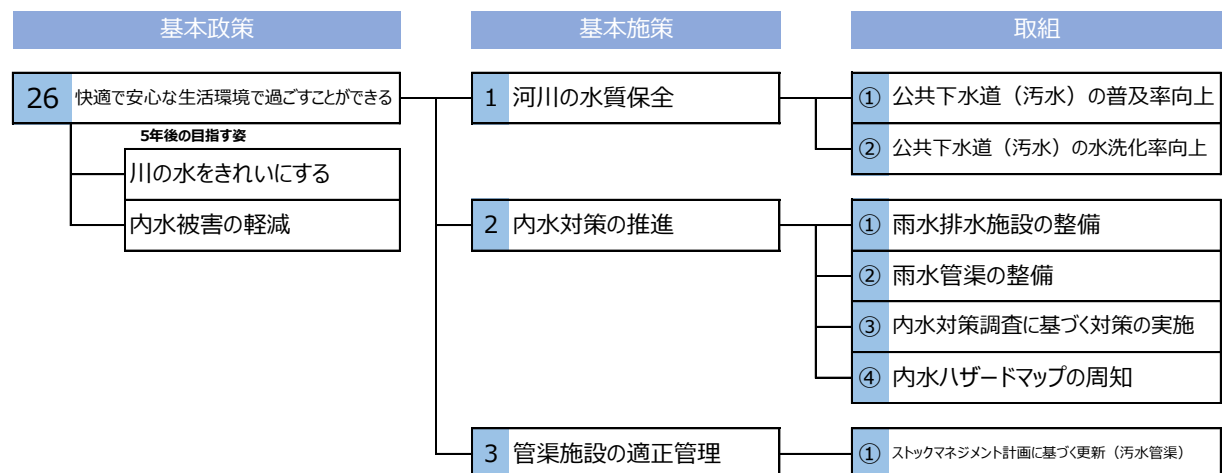 基本政策
基本施策
取組
26 快適で安心な生活環境で過ごすことができる
5年後の目指す姿
川の水をきれいにする
内水被害の軽減
1 河川の水質保全
① 公共下水道（汚水）の普及率向上
② 公共下水道（汚水）の水洗化率向上
2 内水対策の推進
① 雨水排水施設の整備
② 雨水管渠の整備
③ 内水対策調査に基づく対策の実施
④ 内水ハザードマップの周知
3 管渠施設の適正管理
① ストックマネジメント計画に基づく更新（汚水管渠）